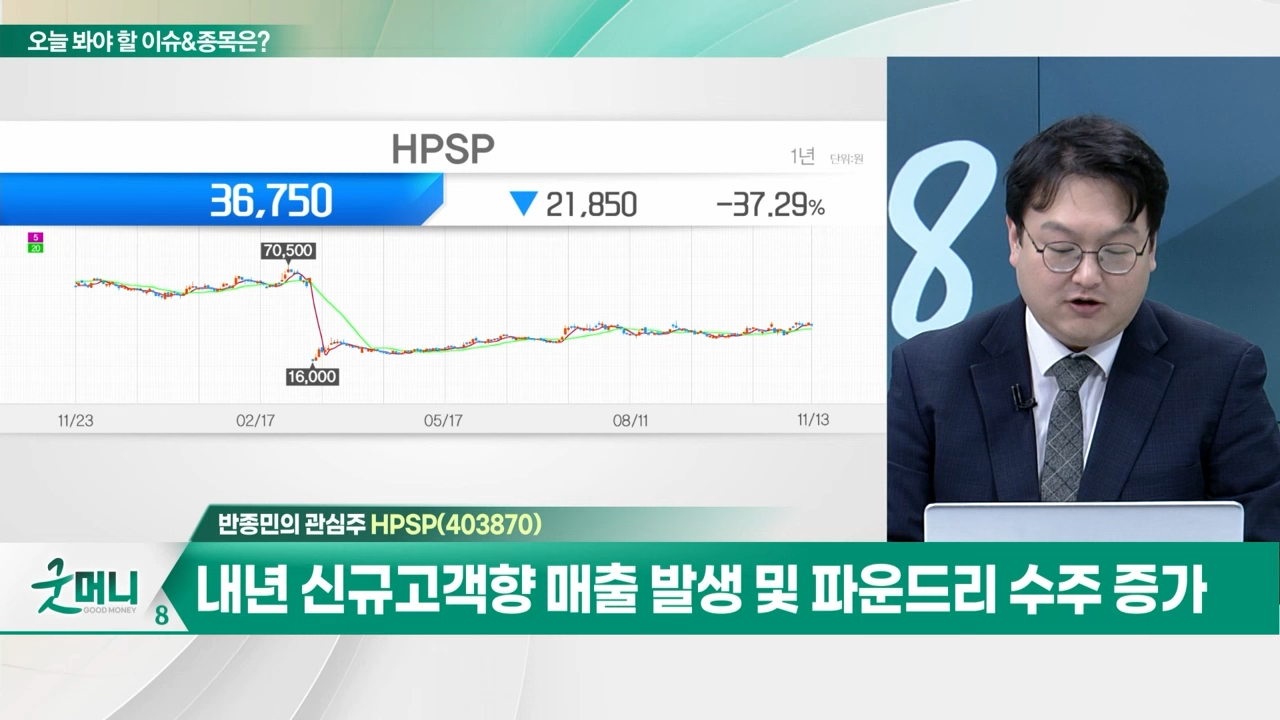 오늘 봐야 할 이슈&종목은?
HPSP
1년 단위:원
36,750 ▼ 21,850 -37.29%
5
20
70,500
16,000
11/23 02/17 05/17 08/11 11/13
8
반종민의 관심주 HPSP(403870)
내년 신규고객향 매출 발생 및 파운드리 수주 증가
굿머니
GOOD MONEY
8